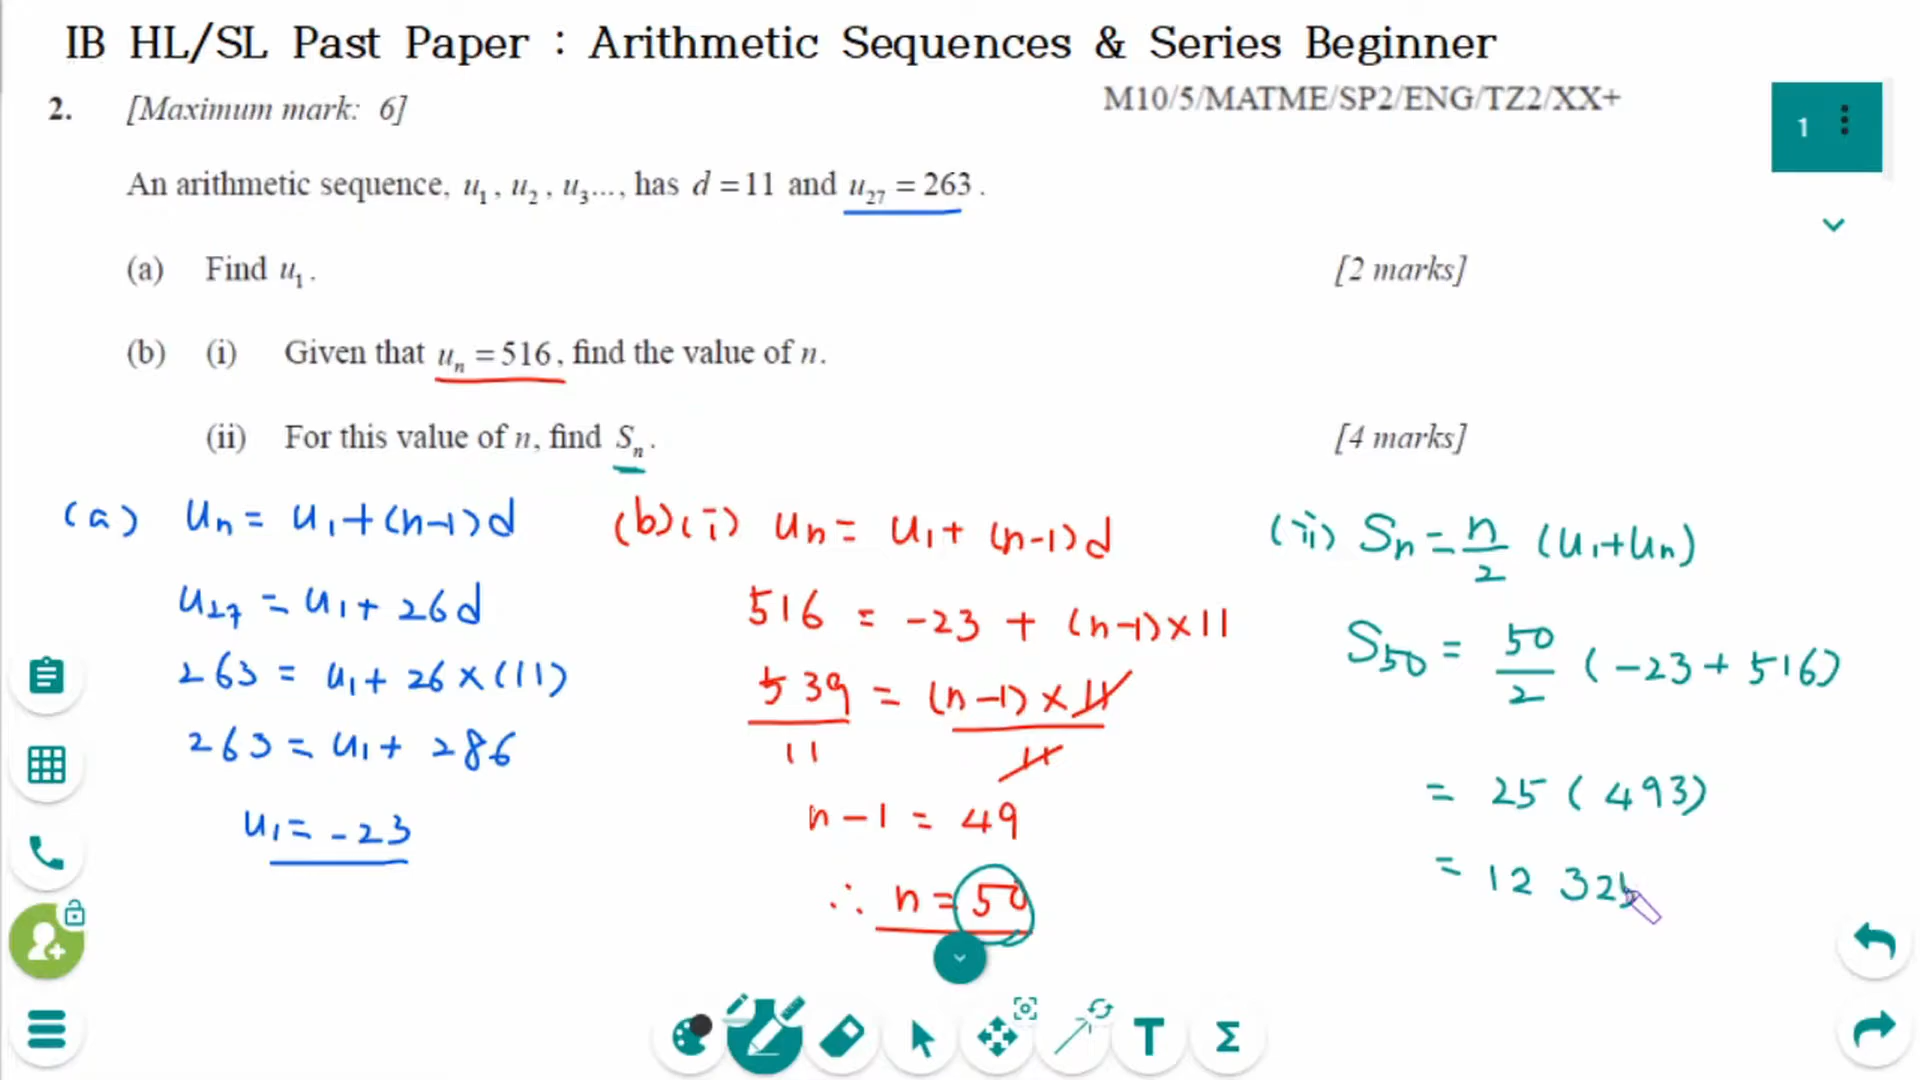 IB HL/SL Past Paper : Arithmetic Sequences & Series Beginner
2. [Maximum mark: 6] M10/5/MATME/SP2/ENG/TZ2/XX+
1
An arithmetic sequence, u₁, u₂, u₃..., has d = 11 and u₂₇ = 263.
(a) Find u₁. [2 marks]
(b) (i) Given that uₙ = 516, find the value of n.
(ii) For this value of n, find Sₙ. [4 marks]
(a) uₙ = u₁ + (n-1)d
u₂₇ = u₁ + 26d
263 = u₁ + 26 × (11)
263 = u₁ + 286
u₁ = -23
(b)(i) uₙ = u₁ + (n-1)d
516 = -23 + (n-1)×11
539/11 = (n-1)×11/11
n-1 = 49
∴ n = 50
(ii) Sₙ = n/2 (u₁+uₙ)
S₅₀ = 50/2 (-23 + 516)
= 25 (493)
= 12 325
T Σ